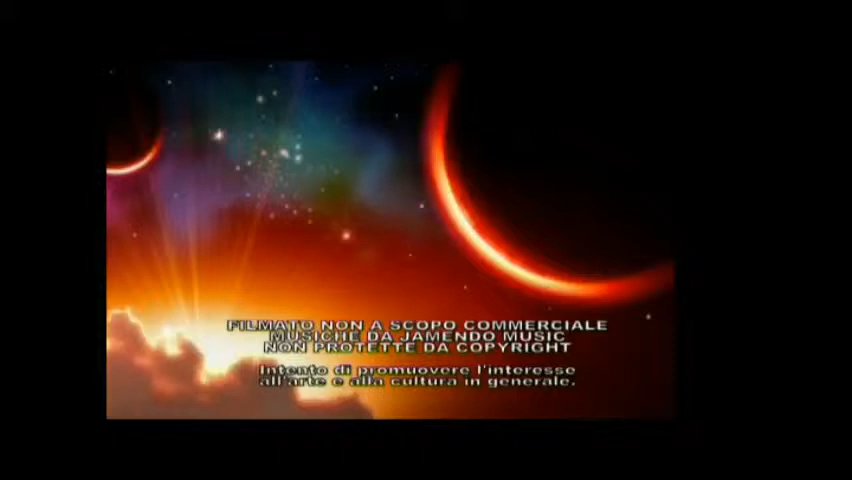 FILMATO NON A SCOPO COMMERCIALE
MUSICHE DA JAMENDO MUSIC
NON PROTETTE DA COPYRIGHT
Intento di promuovere l'interesse
all'arte e alla cultura in generale.